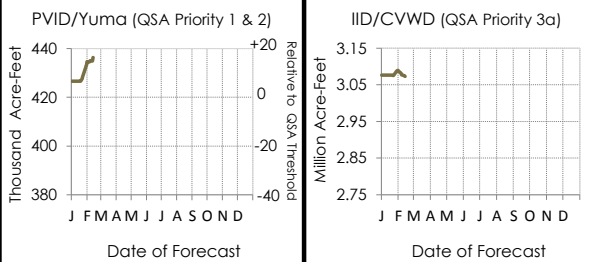 PVID/Yuma (QSA Priority 1 & 2)
Thousand Acre-Feet
440
420
400
380
+20
0
-20
-40
Relative to QSA Threshold
J F M A M J J A S O N D
Date of Forecast
IID/CVWD (QSA Priority 3a)
Million Acre-Feet
3.15
3.05
2.95
2.85
2.75
J F M A M J J A S O N D
Date of Forecast